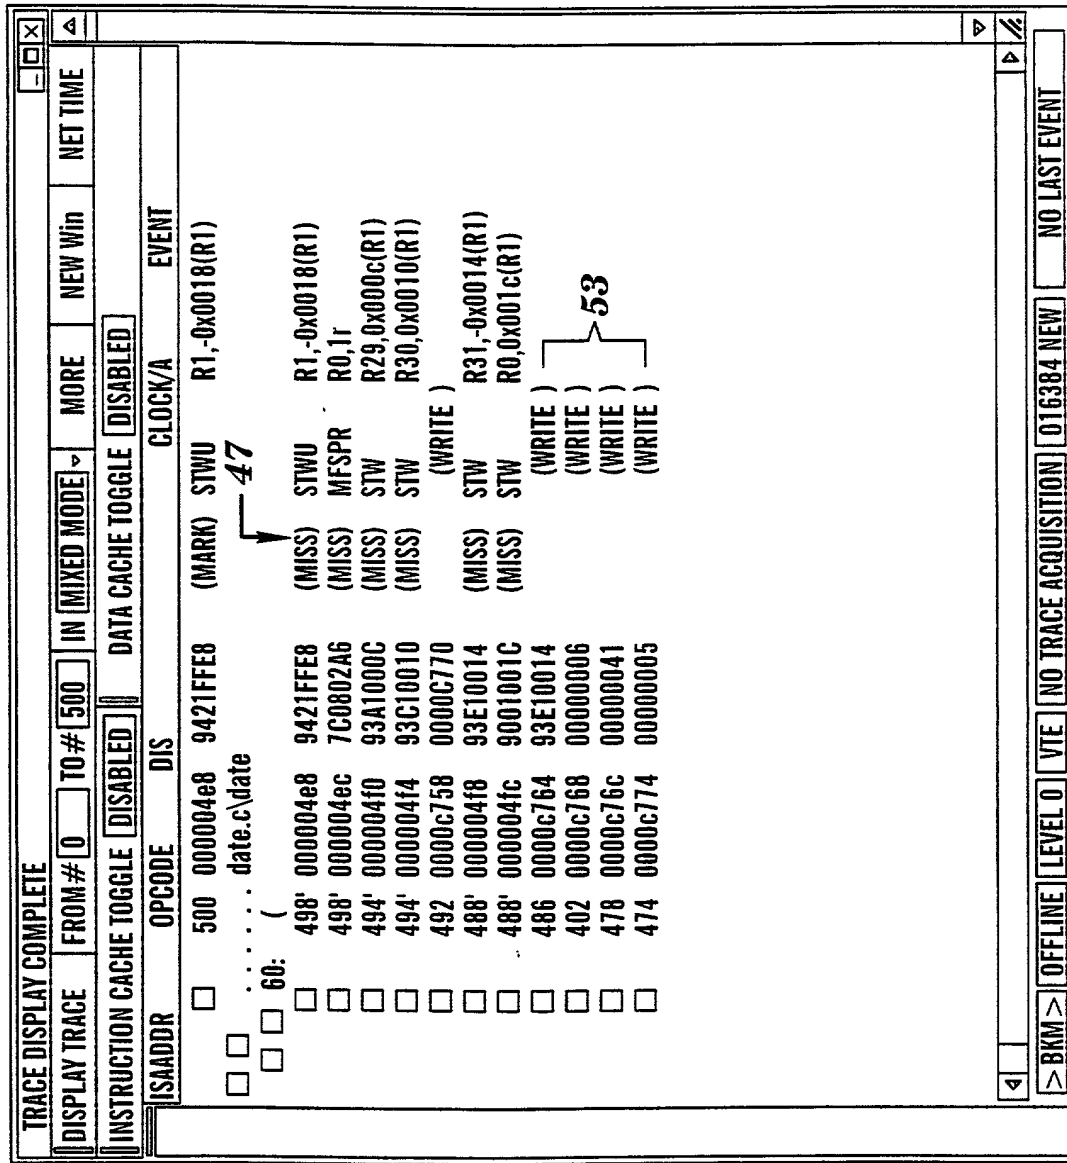 TRACE DISPLAY COMPLETE
DISPLAY TRACE FROM# 0 TO# 500 IN MIXED MODE MORE NEW Win NET TIME
INSTRUCTION CACHE TOGGLE DISABLED DATA CACHE TOGGLE DISABLED
ISAADDR OPCODE DIS CLOCK/A EVENT
500 000004e8 9421FFE8 (MARK) STWU R1,-0x0018(R1)
. . . . . . date.c\date 47
60: (
498' 000004e8 9421FFE8 (MISS) STWU R1,-0x0018(R1)
498' 000004ec 7C0802A6 (MISS) MFSPR R0,1r
494' 000004f0 93A1000C (MISS) STW R29,0x000c(R1)
494' 000004f4 93C10010 (MISS) STW R30,0x0010(R1)
492 0000c758 0000C770 (WRITE )
488' 000004f8 93E10014 (MISS) STW R31,-0x0014(R1)
488' 000004fc 9001001C (MISS) STW R0,0x001c(R1)
486 0000c764 93E10014 (WRITE )
402 0000c768 00000006 (WRITE ) 53
478 0000c76c 00000041 (WRITE )
474 0000c774 00000005 (WRITE )
> BKM > OFFLINE LEVEL 0 VTE NO TRACE ACQUISITION 016384 NEW NO LAST EVENT